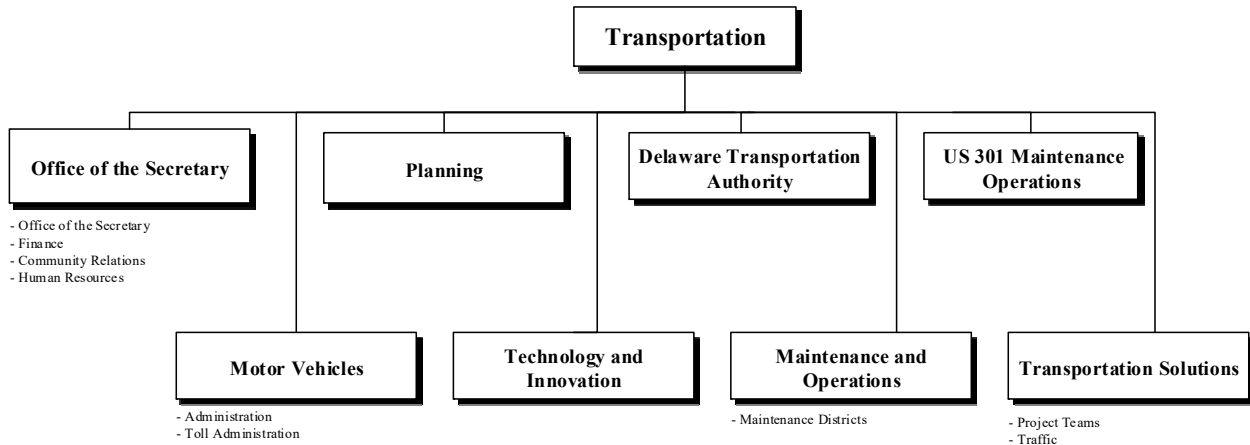 Transportation
Office of the Secretary
- Office of the Secretary
- Finance
- Community Relations
- Human Resources
Planning
Delaware Transportation
Authority
US 301 Maintenance
Operations
Motor Vehicles
- Administration
- Toll Administration
Technology and
Innovation
Maintenance and
Operations
- Maintenance Districts
Transportation Solutions
- Project Teams
- Traffic